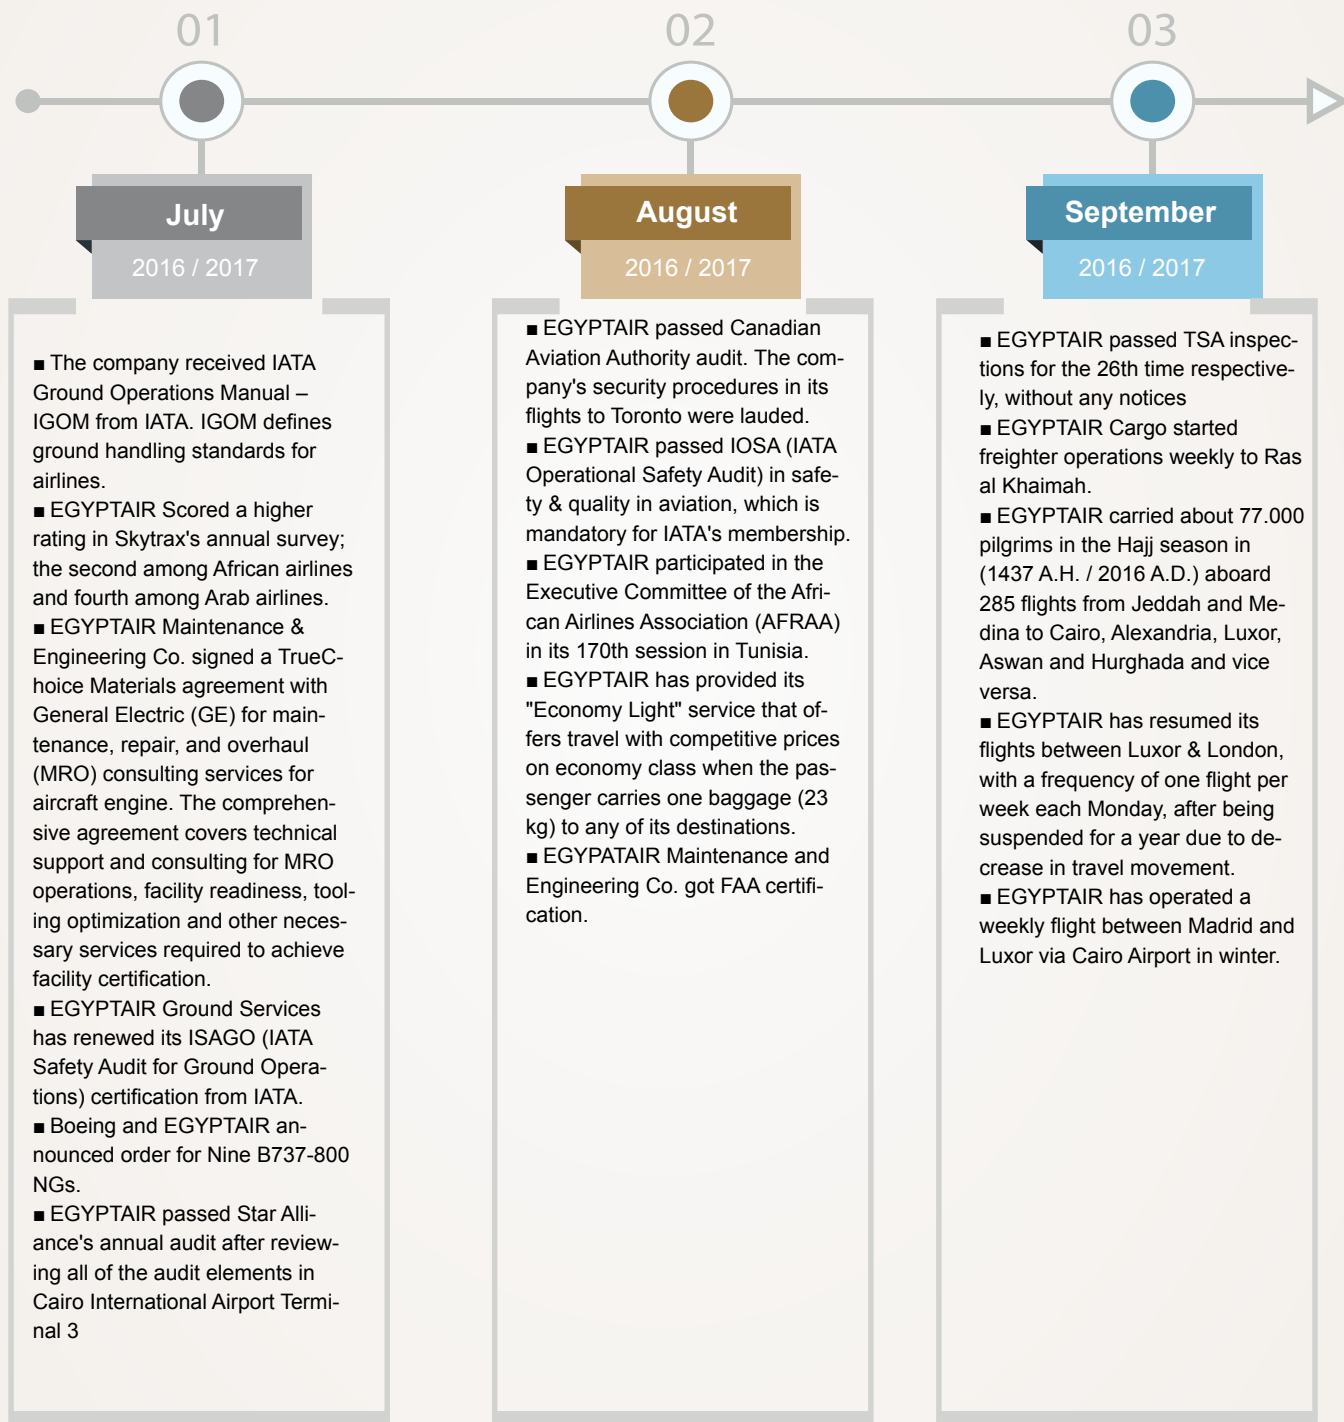 01
02
03
July
2016 / 2017
■ The company received IATA
Ground Operations Manual –
IGOM from IATA. IGOM defines
ground handling standards for
airlines.
■ EGYPTAIR Scored a higher
rating in Skytrax's annual survey;
the second among African airlines
and fourth among Arab airlines.
■ EGYPTAIR Maintenance &
Engineering Co. signed a TrueC-
hoice Materials agreement with
General Electric (GE) for main-
tenance, repair, and overhaul
(MRO) consulting services for
aircraft engine. The comprehen-
sive agreement covers technical
support and consulting for MRO
operations, facility readiness, tool-
ing optimization and other neces-
sary services required to achieve
facility certification.
■ EGYPTAIR Ground Services
has renewed its ISAGO (IATA
Safety Audit for Ground Opera-
tions) certification from IATA.
■ Boeing and EGYPTAIR an-
nounced order for Nine B737-800
NGs.
■ EGYPTAIR passed Star Alli-
ance's annual audit after review-
ing all of the audit elements in
Cairo International Airport Termi-
nal 3
August
2016 / 2017
■ EGYPTAIR passed Canadian
Aviation Authority audit. The com-
pany's security procedures in its
flights to Toronto were lauded.
■ EGYPTAIR passed IOSA (IATA
Operational Safety Audit) in safe-
ty & quality in aviation, which is
mandatory for IATA's membership.
■ EGYPTAIR participated in the
Executive Committee of the Afri-
can Airlines Association (AFRAA)
in its 170th session in Tunisia.
■ EGYPTAIR has provided its
"Economy Light" service that of-
fers travel with competitive prices
on economy class when the pas-
senger carries one baggage (23
kg) to any of its destinations.
■ EGYPATAIR Maintenance and
Engineering Co. got FAA certifi-
cation.
September
2016 / 2017
■ EGYPTAIR passed TSA inspec-
tions for the 26th time respective-
ly, without any notices
■ EGYPTAIR Cargo started
freighter operations weekly to Ras
al Khaimah.
■ EGYPTAIR carried about 77.000
pilgrims in the Hajj season in
(1437 A.H. / 2016 A.D.) aboard
285 flights from Jeddah and Me-
dina to Cairo, Alexandria, Luxor,
Aswan and Hurghada and vice
versa.
■ EGYPTAIR has resumed its
flights between Luxor & London,
with a frequency of one flight per
week each Monday, after being
suspended for a year due to de-
crease in travel movement.
■ EGYPTAIR has operated a
weekly flight between Madrid and
Luxor via Cairo Airport in winter.